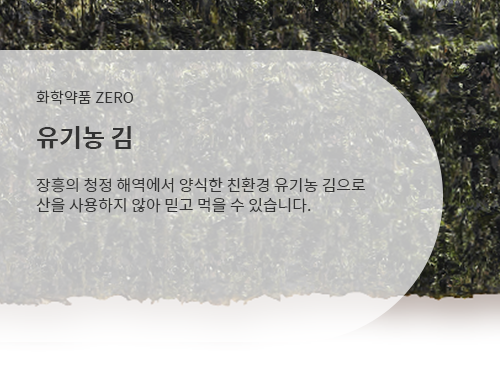 화학약품 ZERO
유기농 김
장흥의 청정 해역에서 양식한 친환경 유기농 김으로
산을 사용하지 않아 믿고 먹을 수 있습니다.